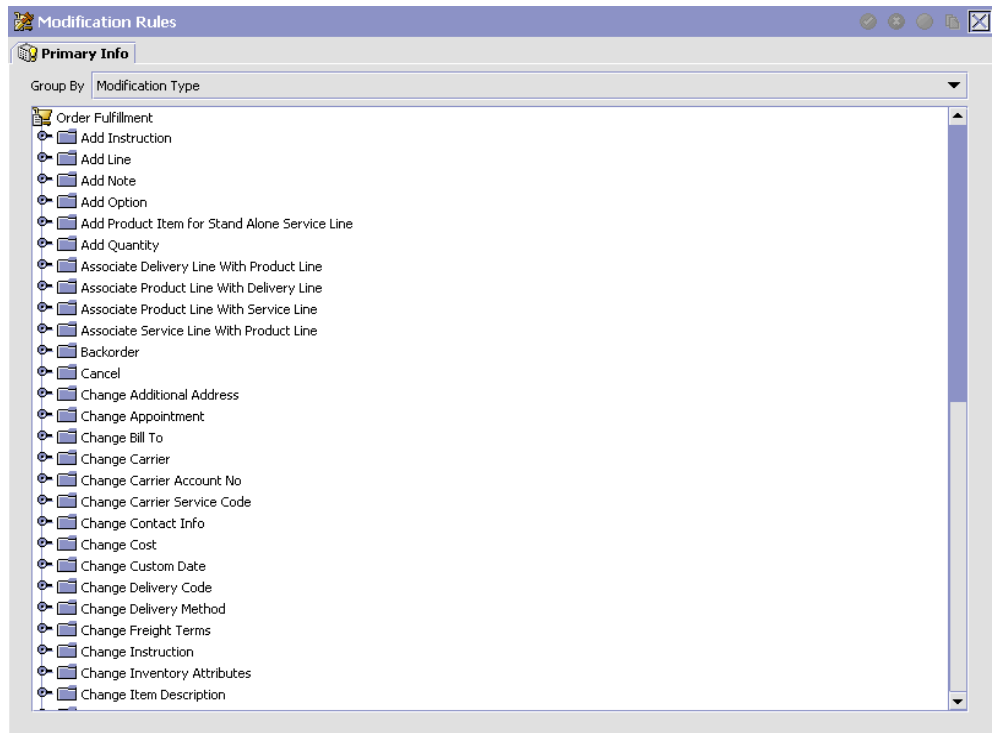 Modification Rules
Primary Info
Group By Modification Type
Order Fulfillment
Add Instruction
Add Line
Add Note
Add Option
Add Product Item for Stand Alone Service Line
Add Quantity
Associate Delivery Line With Product Line
Associate Product Line With Delivery Line
Associate Product Line With Service Line
Associate Service Line With Product Line
Backorder
Cancel
Change Additional Address
Change Appointment
Change Bill To
Change Carrier
Change Carrier Account No
Change Carrier Service Code
Change Contact Info
Change Cost
Change Custom Date
Change Delivery Code
Change Delivery Method
Change Freight Terms
Change Instruction
Change Inventory Attributes
Change Item Description